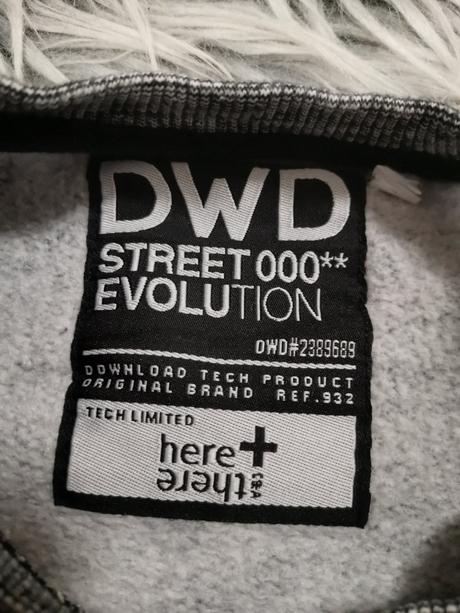 DWD
STREET 000**
EVOLUTION
DWD#2389689
DOWNLOAD TECH PRODUCT
ORIGINAL BRAND REF.932
TECH LIMITED
here+
there
C&A